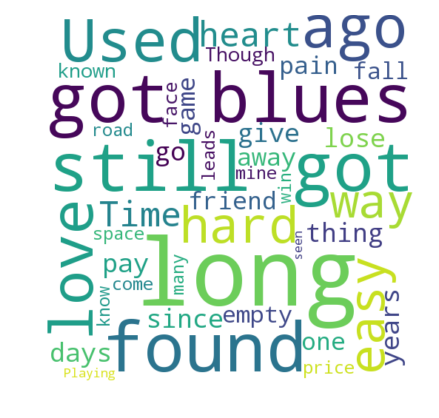 Used heart ago
Though
known pain fall
got blues
face game
road
leads
still go give lose
away got
mine
win
friend way
love Time hard thing
space
seen
long
pay many
come
know
since empty easy
years
found one
days price
Playing